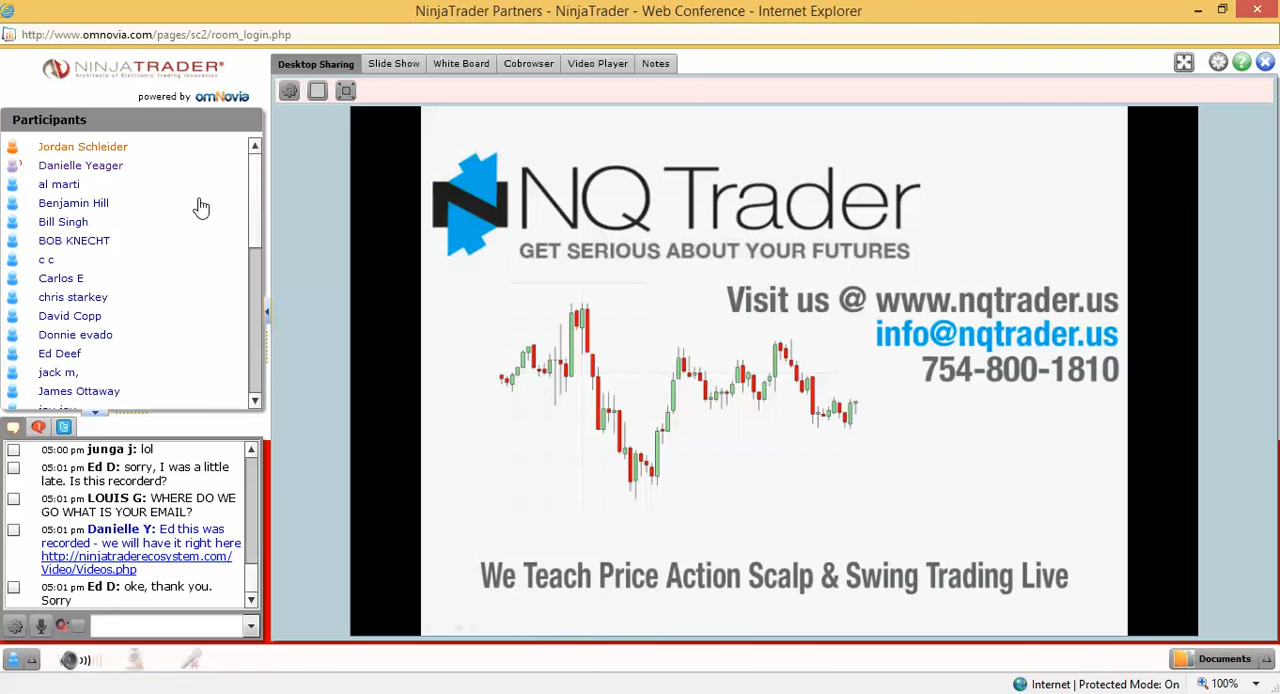 NinjaTrader Partners - NinjaTrader - Web Conference - Internet Explorer
http://www.omnovia.com/pages/sc2/room_login.php
NINJATRADER®
Architects of Electronic Trading Innovation
powered by omNovia
Desktop Sharing
Slide Show
White Board
Cobrowser
Video Player
Notes
Participants
Jordan Schleider
Danielle Yeager
al marti
Benjamin Hill
Bill Singh
BOB KNECHT
c c
Carlos E
chris starkey
David Copp
Donnie evado
Ed Deef
jack m,
James Ottaway
05:00 pm junga j: lol
05:01 pm Ed D: sorry, I was a little
late. Is this recorderd?
05:01 pm LOUIS G: WHERE DO WE
GO WHAT IS YOUR EMAIL?
05:01 pm Danielle Y: Ed this was
recorded - we will have it right here
http://ninjatraderecosystem.com/
Video/Videos.php
05:01 pm Ed D: oke, thank you.
Sorry
N NQ Trader
GET SERIOUS ABOUT YOUR FUTURES
Visit us @ www.nqtrader.us
info@nqtrader.us
754-800-1810
We Teach Price Action Scalp & Swing Trading Live
Documents
Internet | Protected Mode: On
100%